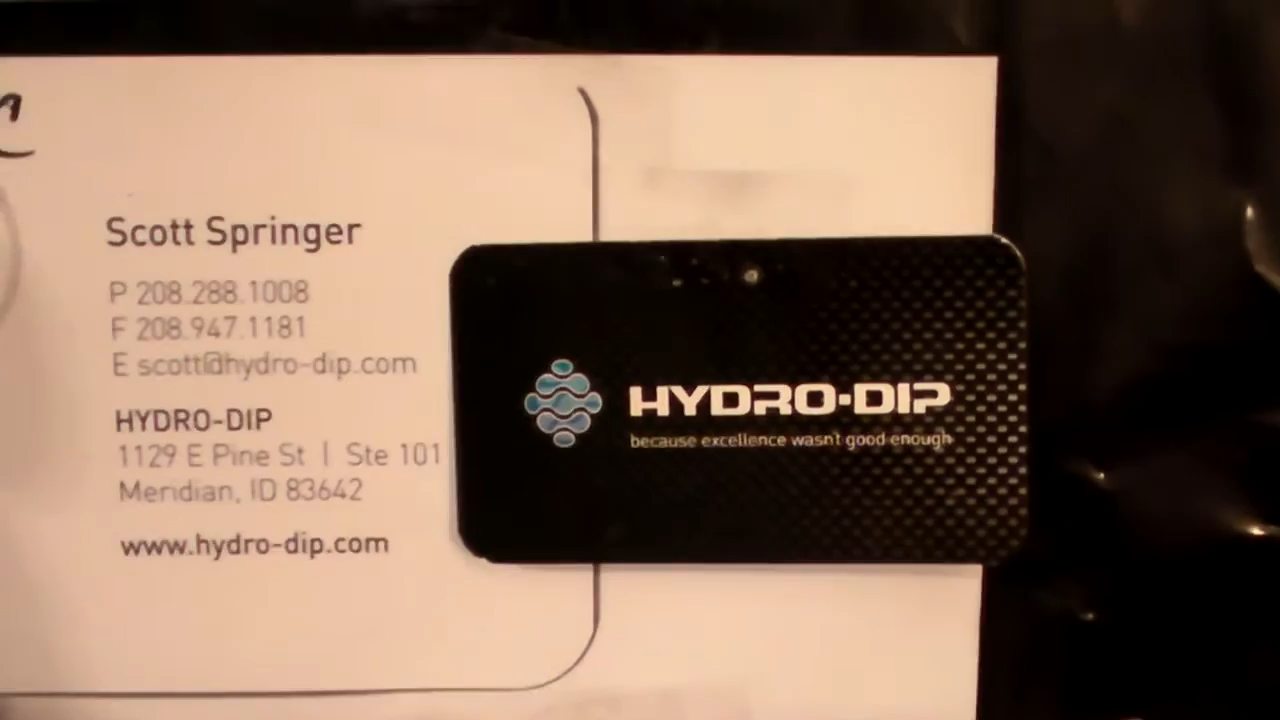 Scott Springer
P 208.288.1008
F 208.947.1181
E scott@hydro-dip.com
HYDRO-DIP
1129 E Pine St | Ste 101
Meridian, ID 83642
www.hydro-dip.com
HYDRO-DIP
because excellence wasn't good enough